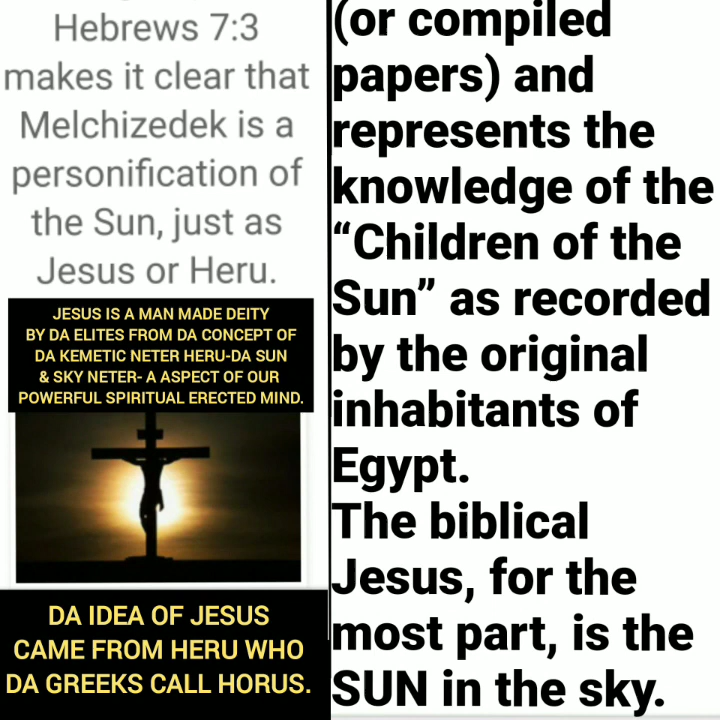 Hebrews 7:3
makes it clear that
Melchizedek is a
personification of
the Sun, just as
Jesus or Heru.
JESUS IS A MAN MADE DEITY
BY DA ELITES FROM DA CONCEPT OF
DA KEMETIC NETER HERU-DA SUN
& SKY NETER- A ASPECT OF OUR
POWERFUL SPIRITUAL ERECTED MIND.
DA IDEA OF JESUS
CAME FROM HERU WHO
DA GREEKS CALL HORUS.
(or compiled
papers) and
represents the
knowledge of the
“Children of the
Sun” as recorded
by the original
inhabitants of
Egypt.
The biblical
Jesus, for the
most part, is the
SUN in the sky.